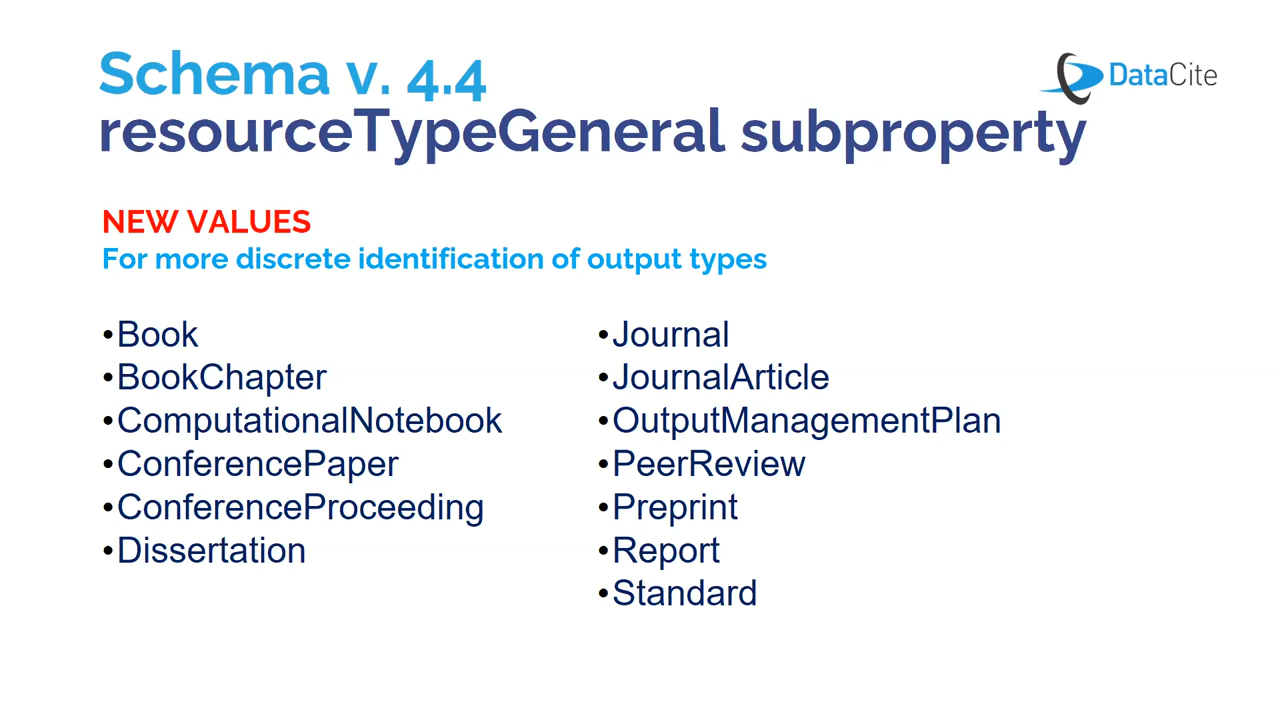 Schema v. 4.4
resourceTypeGeneral subproperty
DataCite
NEW VALUES
For more discrete identification of output types
•Book
•BookChapter
•ComputationalNotebook
•ConferencePaper
•ConferenceProceeding
•Dissertation
•Journal
•JournalArticle
•OutputManagementPlan
•PeerReview
•Preprint
•Report
•Standard